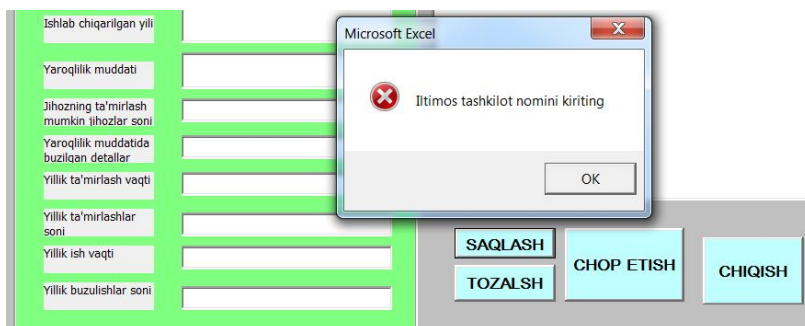 Ishlab chiqarilgan yili
Yaroqlilik muddati
Jihozning ta'mirlash
mumkin jihozlar soni
Yaroqlilik muddatida
buzilgan detallar
Yillik ta'mirlash vaqti
Yillik ta'mirlashlar
soni
Yillik ish vaqti
Yillik buzulishlar soni
Microsoft Excel
Iltimos tashkilot nomini kiriting
OK
SAQLASH
TOZALSH
CHOP ETISH
CHIQISH